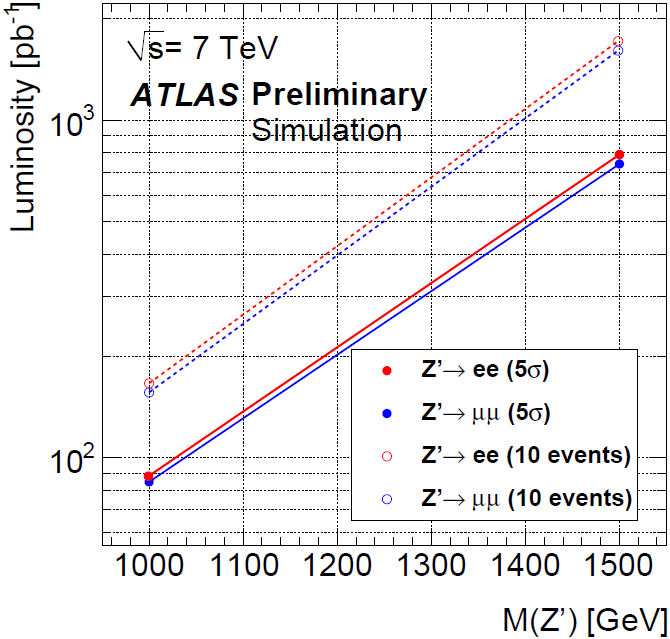 Luminosity [pb⁻¹]
√s= 7 TeV
ATLAS Preliminary
Simulation
10³
10²
Z’→ ee (5σ)
Z’→ μμ (5σ)
Z’→ ee (10 events)
Z’→ μμ (10 events)
1000 1100 1200 1300 1400 1500
M(Z’) [GeV]